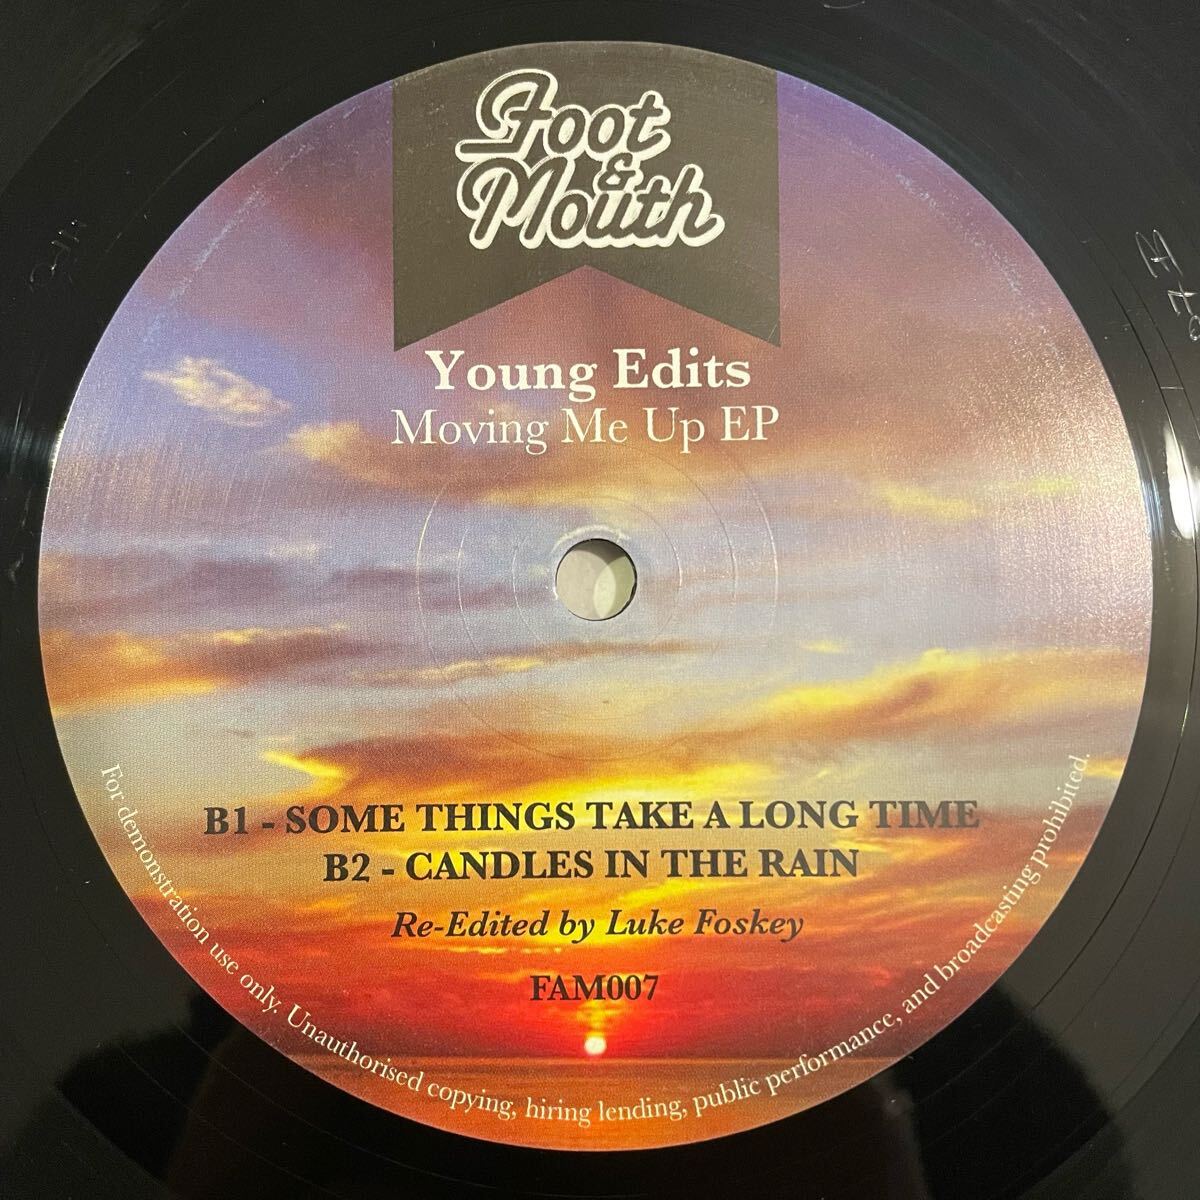 Foot
&
Mouth
Young Edits
Moving Me Up EP
B1 - SOME THINGS TAKE A LONG TIME
B2 - CANDLES IN THE RAIN
Re-Edited by Luke Foskey
FAM007
For demonstration use only. Unauthorised copying, hiring lending, public performance, and broadcasting prohibited.